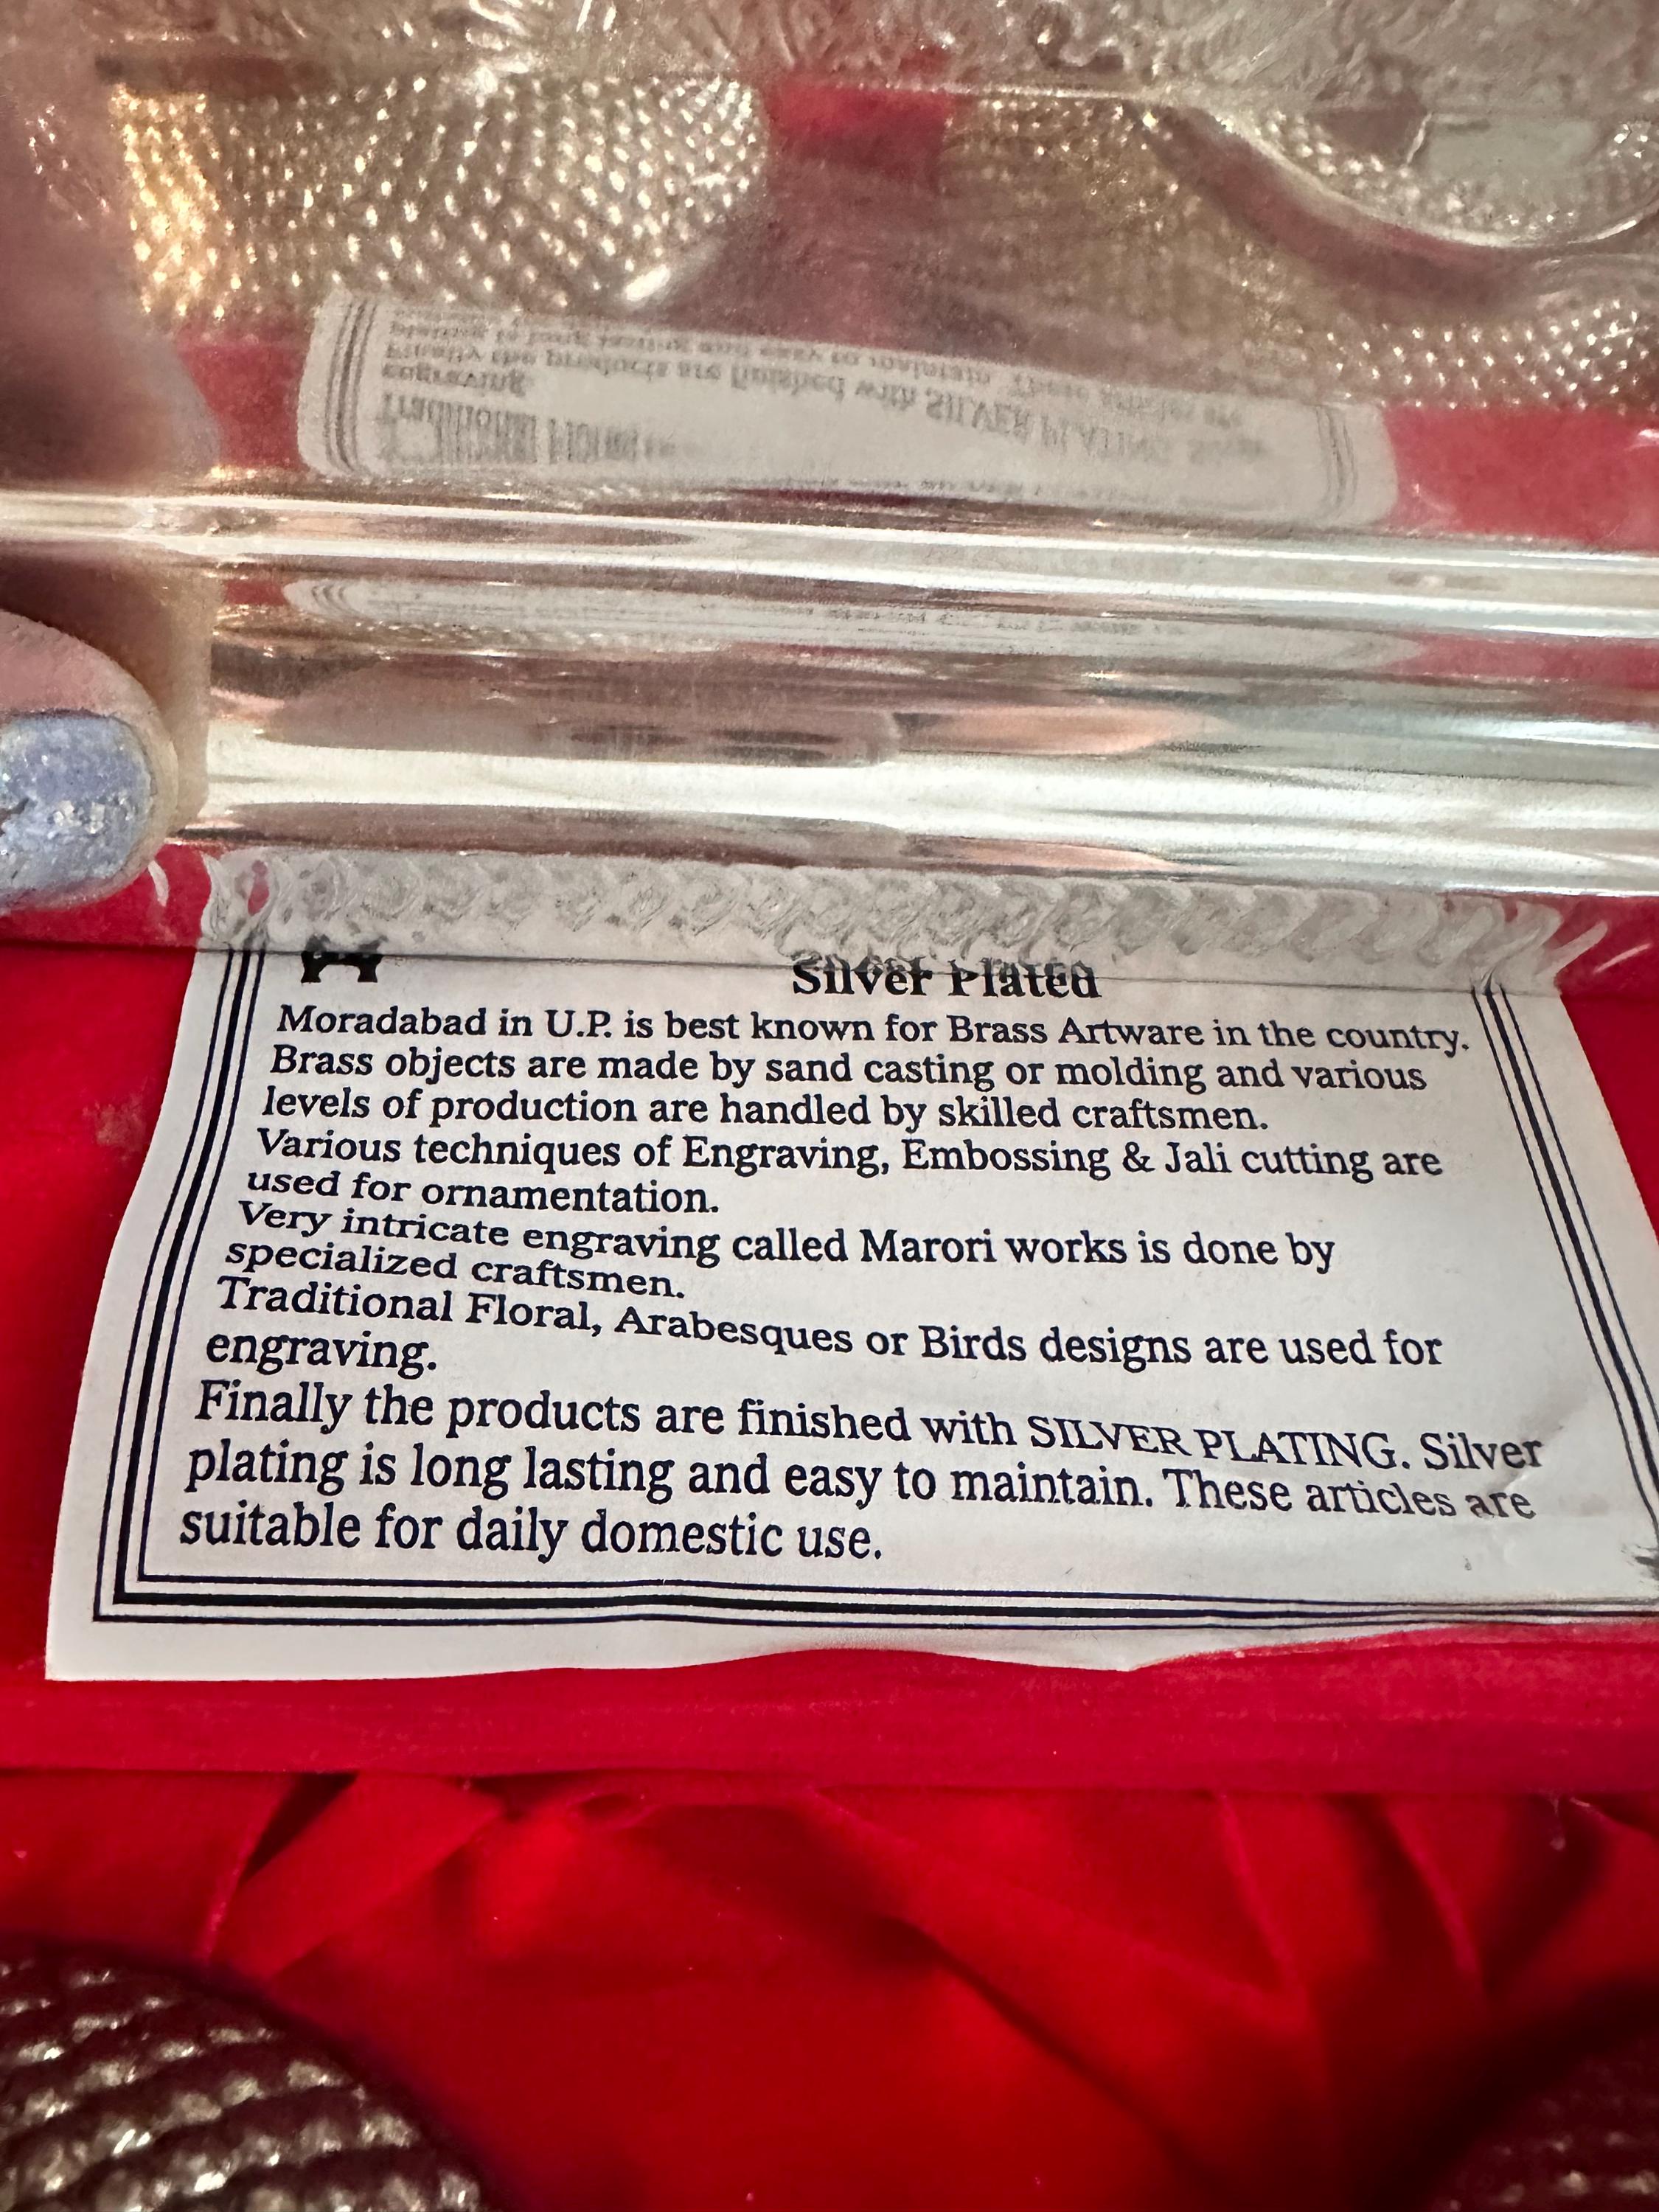 Silver Plated
Moradabad in U.P. is best known for Brass Artware in the country.
Brass objects are made by sand casting or molding and various
levels of production are handled by skilled craftsmen.
Various techniques of Engraving, Embossing & Jali cutting are
used for ornamentation.
Very intricate engraving called Marori works is done by
specialized craftsmen.
Traditional Floral, Arabesques or Birds designs are used for
engraving.
Finally the products are finished with SILVER PLATING. Silver
plating is long lasting and easy to maintain. These articles are
suitable for daily domestic use.